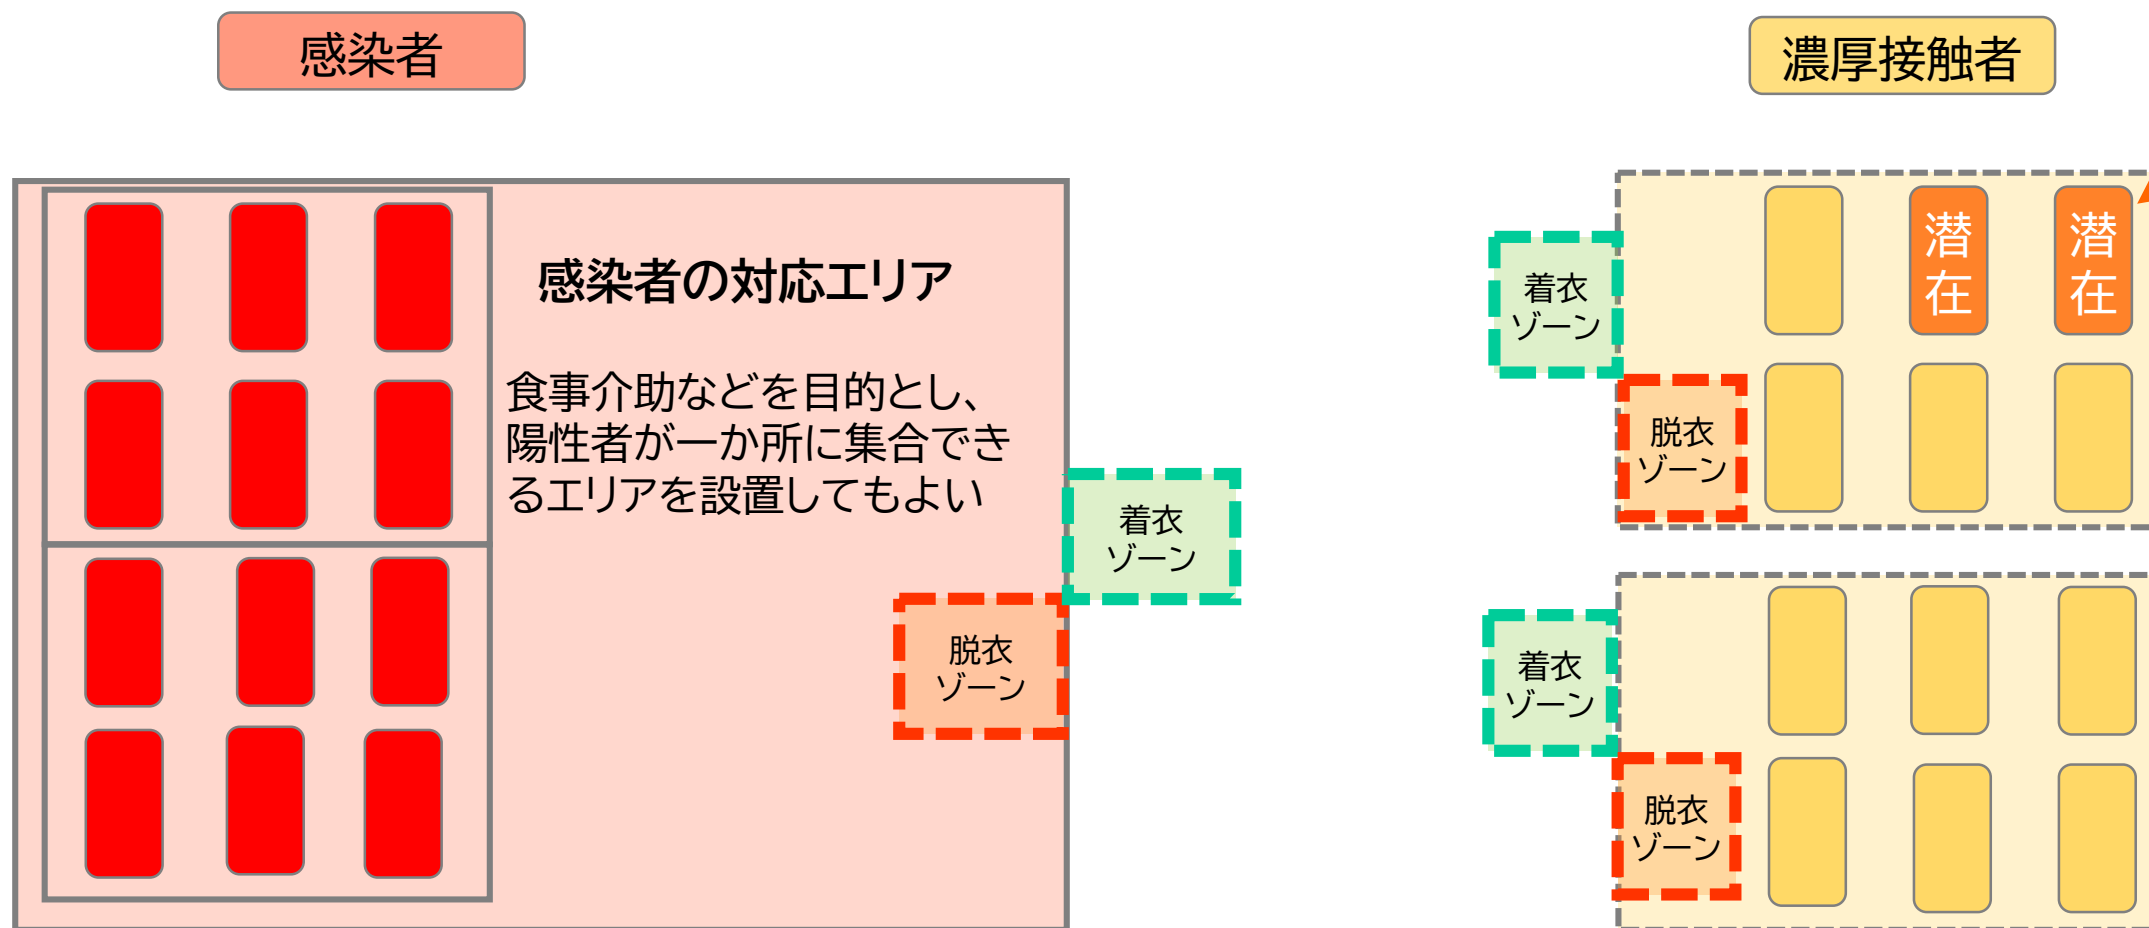 感染者
濃厚接触者
感染者の対応エリア
食事介助などを目的とし、
陽性者が一か所に集合でき
るエリアを設置してもよい
着衣
ゾーン
脱衣
ゾーン
着衣
ゾーン
脱衣
ゾーン
潜
在
潜
在
着衣
ゾーン
脱衣
ゾーン